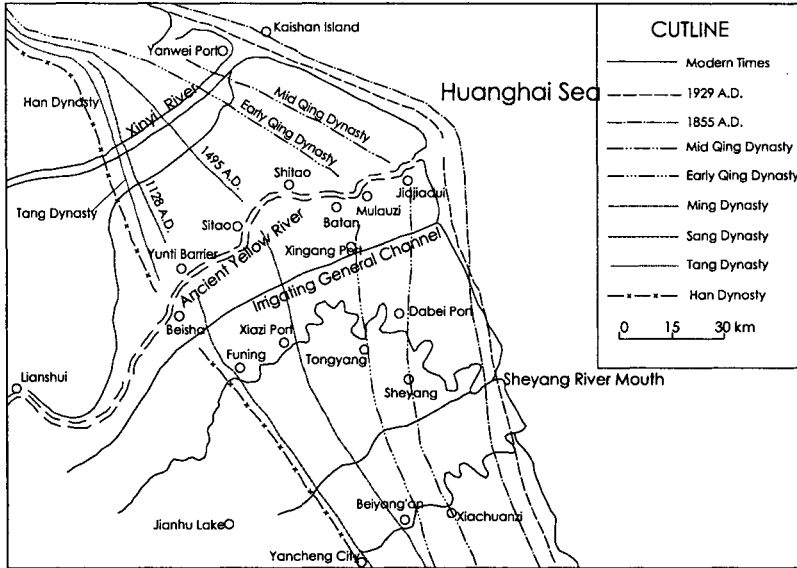 Kaishan Island
Yanwei Port
Huanghai Sea
Han Dynasty
Xinyi River
Mid Qing Dynasty
Early Qing Dynasty
1495 A.D.
1128 A.D.
Tang Dynasty
Shitao
Jiajiadui
Mulauzi
Batan
Sitao
Xingang Port
Yunti Barrier
Ancient Yellow River
Irrigating General Channel
Beisha
Xiazi Port
Dabei Port
Funing
Tongyang
Lianshui
Sheyang
Sheyang River Mouth
Beiyang'an
Xiachuanzi
Jianhu Lake
Yancheng City
CUTLINE
Modern Times
1929 A.D.
1855 A.D.
Mid Qing Dynasty
Early Qing Dynasty
Ming Dynasty
Sang Dynasty
Tang Dynasty
Han Dynosty
0 15 30 km